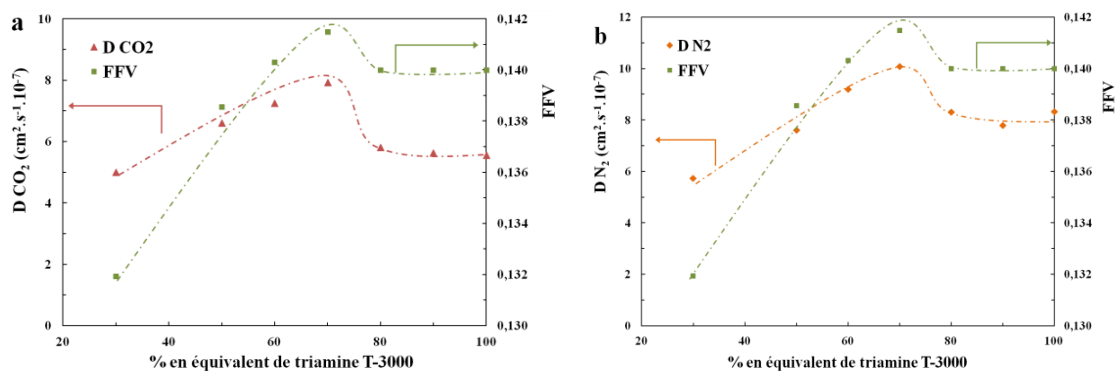 a
D CO2
FFV
D CO₂ (cm².s⁻¹.10⁻⁷)
10
8
6
4
2
0
0,142
0,140
0,138
0,136
0,134
0,132
0,130
FFV
20 40 60 80 100
% en équivalent de triamine T-3000
b
D N2
FFV
D N₂ (cm².s⁻¹.10⁻⁷)
12
10
8
6
4
2
0
0,142
0,140
0,138
0,136
0,134
0,132
0,130
FFV
20 40 60 80 100
% en équivalent de triamine T-3000